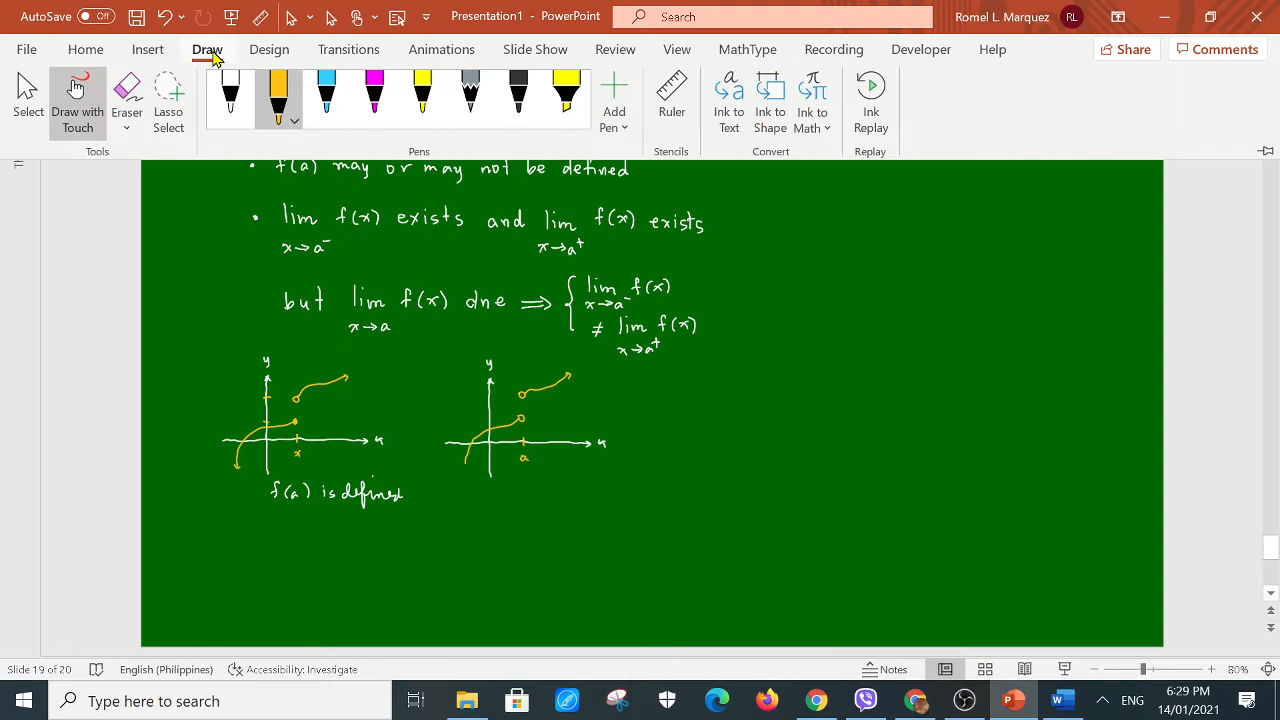 AutoSave Off Presentation1 - PowerPoint Search Romel L. Marquez RL
File Home Insert Draw Design Transitions Animations Slide Show Review View MathType Recording Developer Help Share Comments
Select Draw with Touch Eraser Lasso Select Add Pen Ruler Ink to Text Ink to Shape Ink to Math Ink Replay
Tools Pens Stencils Convert Replay
• f(a) may or may not be defined
• lim f(x) exists and lim f(x) exists
x→a⁻ x→a⁺
but lim f(x) dne ⟹ { lim f(x)
x→a x→a⁻
≠ lim f(x)
x→a⁺
y y
x x
x a
f(a) is defined
Slide 19 of 20 English (Philippines) Accessibility: Investigate Notes 80%
Type here to search ENG 6:29 PM 14/01/2021